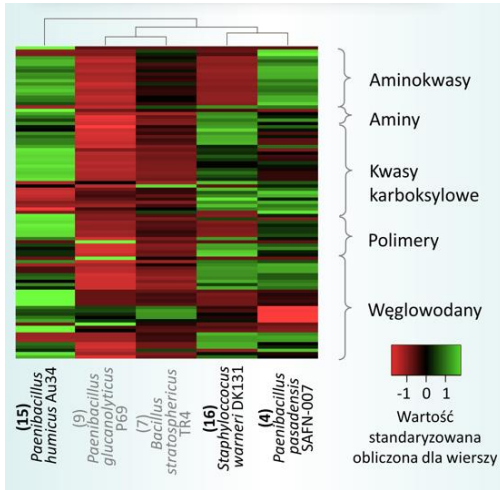 Aminokwasy
Aminy
Kwasy
karboksylowe
Polimery
Węglowodany
-1 0 1
Wartość
standaryzowana
obliczona dla wierszy
(15)
Paenibacillus
humicus Au34
(9)
Paenibacillus
glucanolyticus
P69
(7)
Bacillus
stratosphericus
TR4
(16)
Staphyloccocus
warneri DK131
(4)
Paenibacillus
pasadensis
SAFN-007